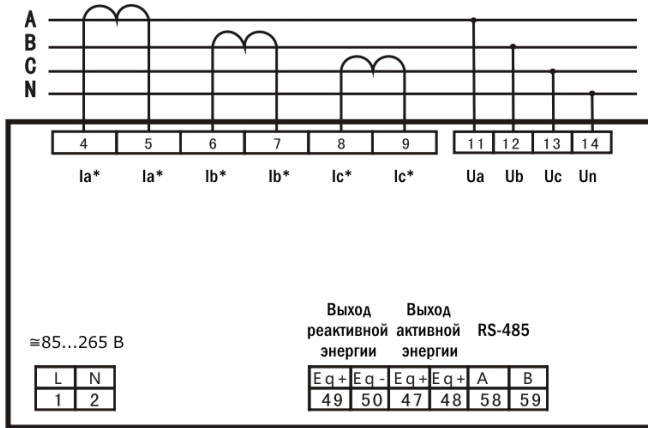 A
B
C
N
4 5 6 7 8 9 11 12 13 14
Ia* Ia* Ib* Ib* Ic* Ic* Ua Ub Uc Un
≅85...265 В
L N
1 2
Выход
реактивной
энергии
Выход
активной
энергии
RS-485
Eq+ Eq- Eq+ Eq+ A B
49 50 47 48 58 59